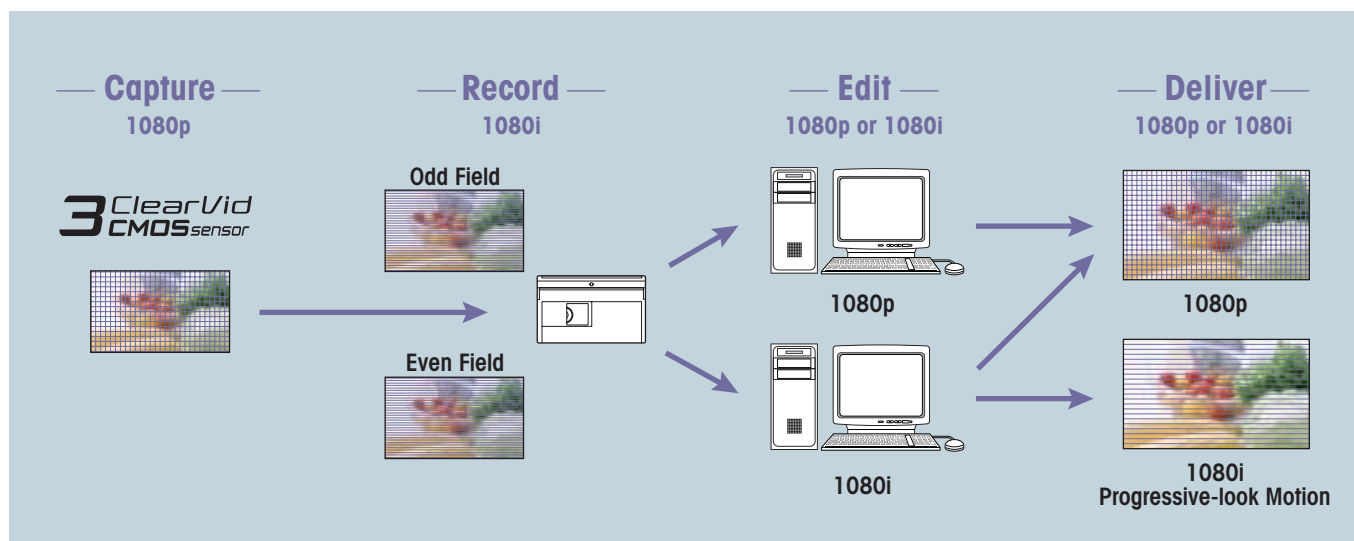 Capture
1080p
3 ClearVid
CMOS sensor
Record
1080i
Odd Field
Even Field
Edit
1080p or 1080i
1080p
1080i
Deliver
1080p or 1080i
1080p
1080i
Progressive-look Motion